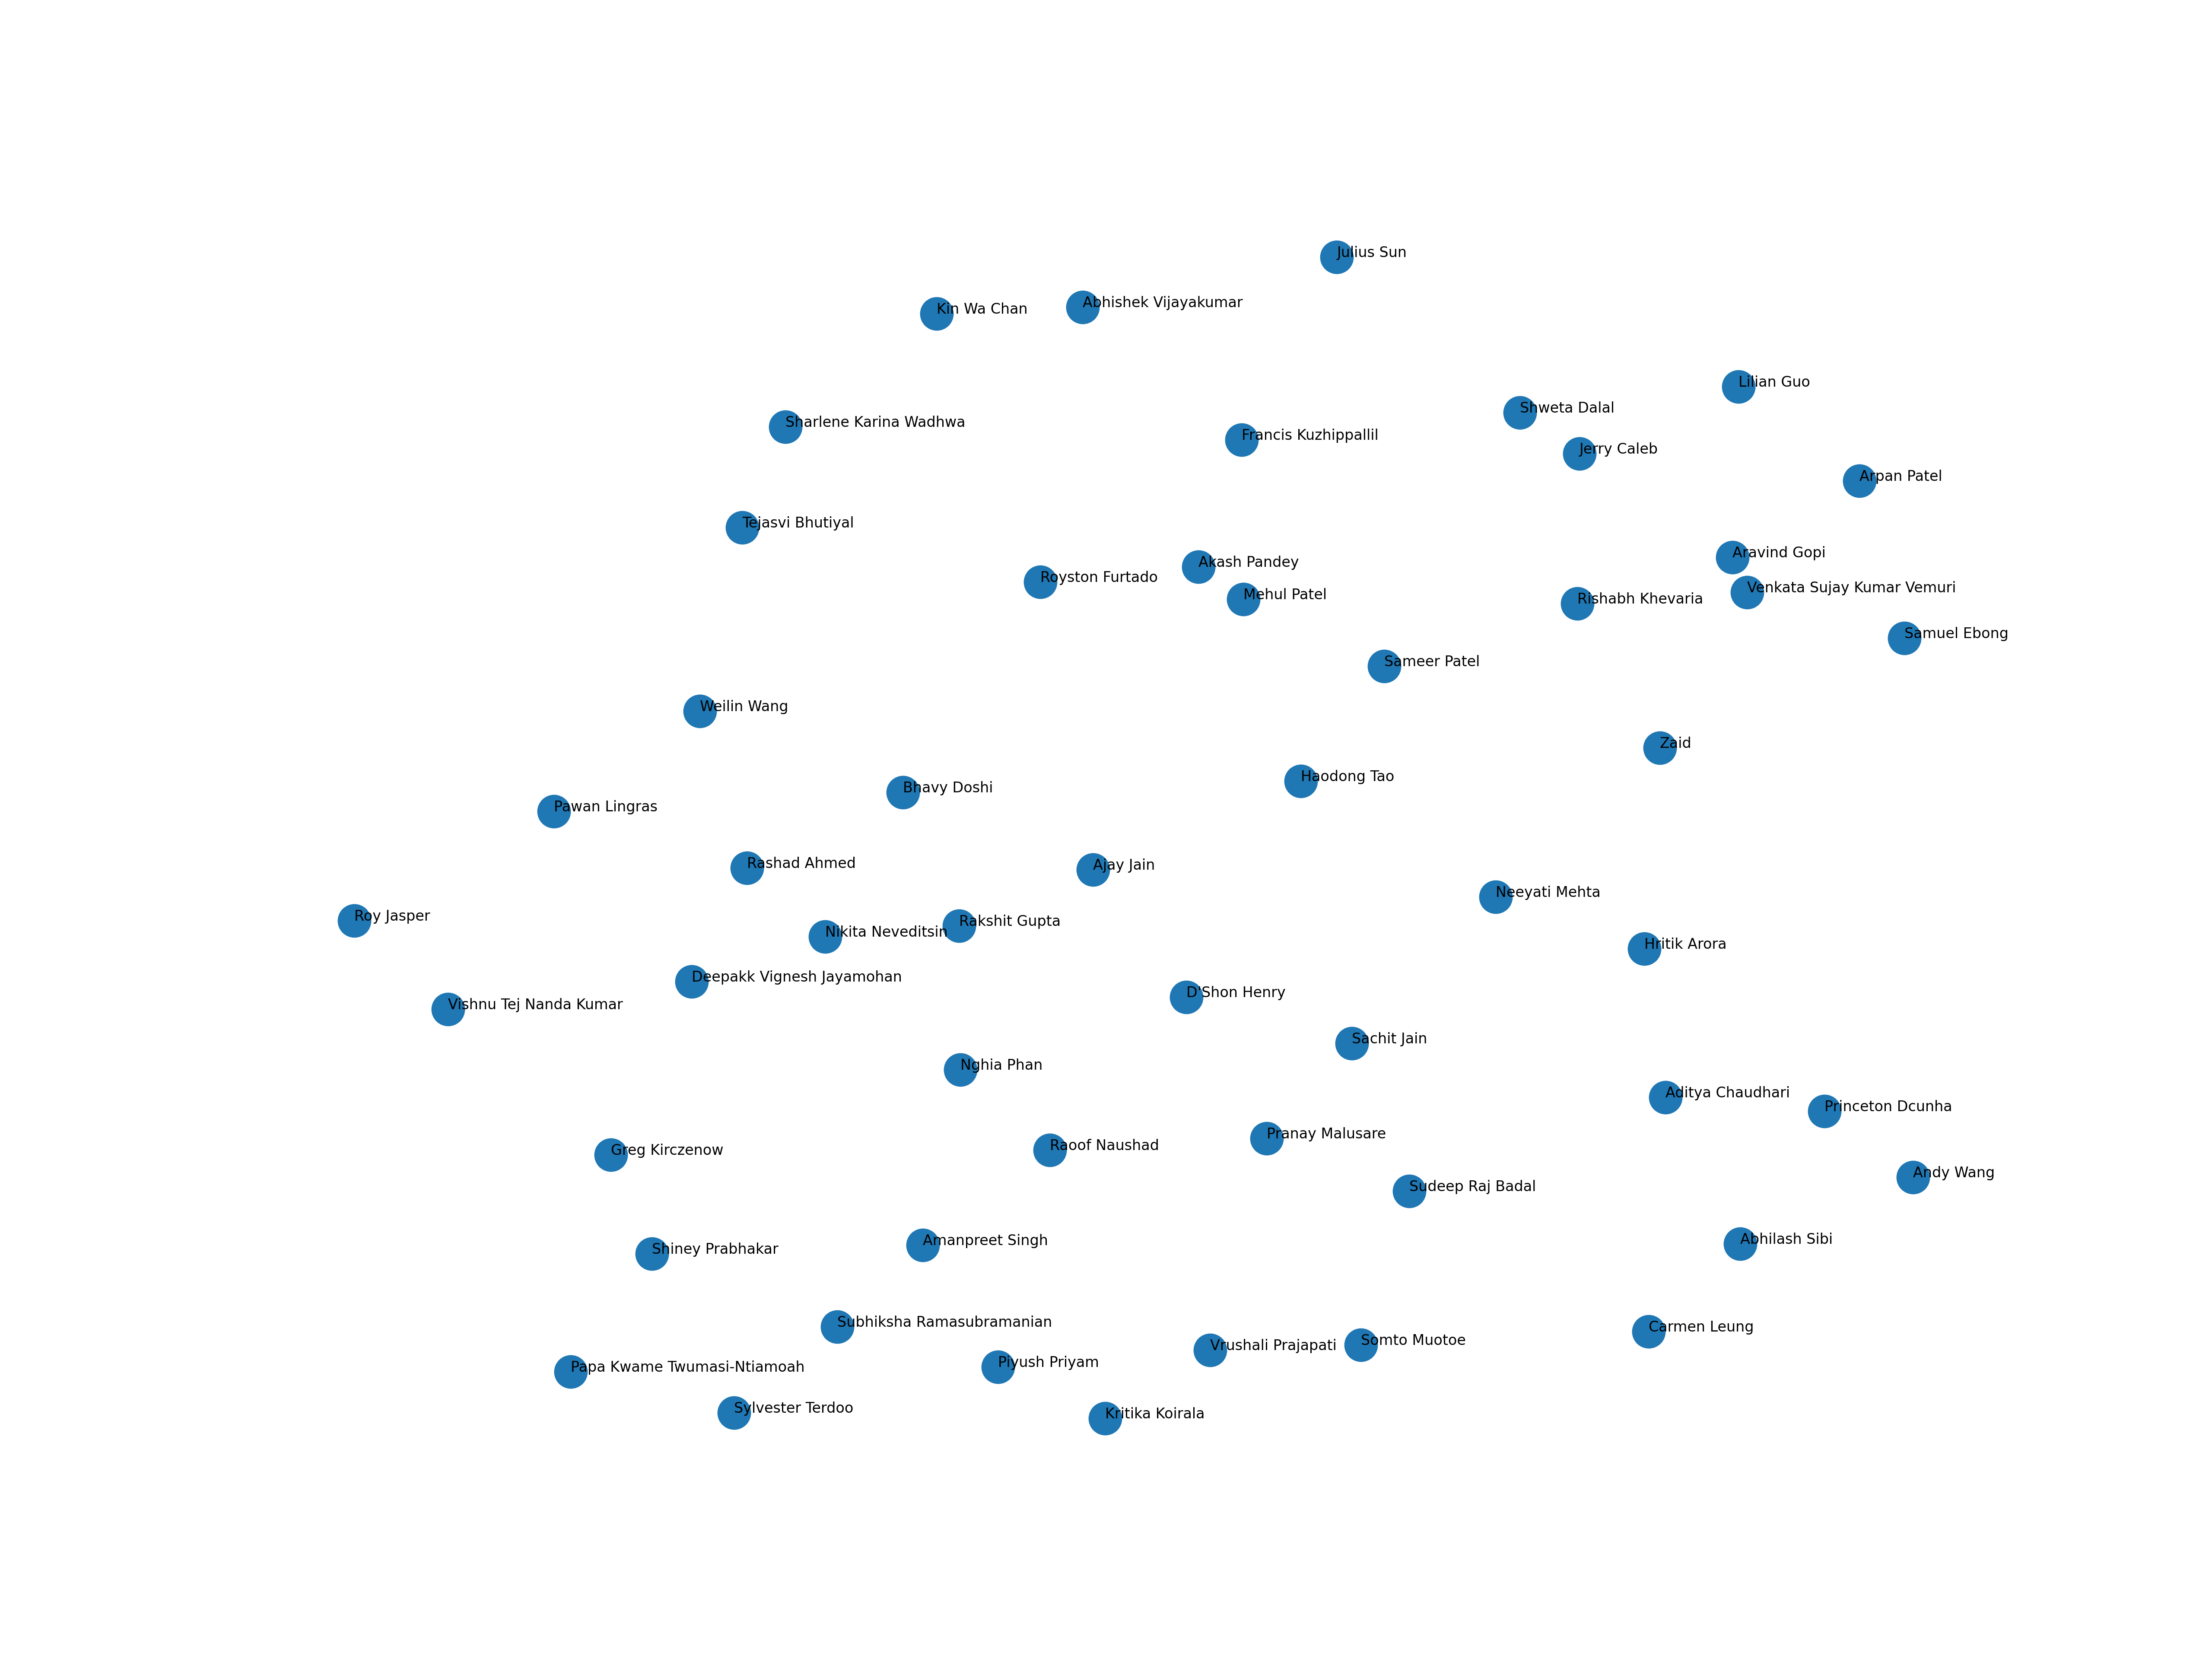 Julius Sun
Kin Wa Chan
Abhishek Vijayakumar
Lilian Guo
Shweta Dalal
Sharlene Karina Wadhwa
Francis Kuzhippallil
Jerry Caleb
Arpan Patel
Tejasvi Bhutiyal
Aravind Gopi
Akash Pandey
Royston Furtado
Venkata Sujay Kumar Vemuri
Mehul Patel
Rishabh Khevaria
Samuel Ebong
Sameer Patel
Weilin Wang
Zaid
Haodong Tao
Bhavy Doshi
Pawan Lingras
Rashad Ahmed
Ajay Jain
Neeyati Mehta
Roy Jasper
Rakshit Gupta
Nikita Neveditsin
Hritik Arora
Deepakk Vignesh Jayamohan
D'Shon Henry
Vishnu Tej Nanda Kumar
Sachit Jain
Nghia Phan
Aditya Chaudhari
Princeton Dcunha
Pranay Malusare
Raoof Naushad
Greg Kirczenow
Andy Wang
Sudeep Raj Badal
Abhilash Sibi
Amanpreet Singh
Shiney Prabhakar
Subhiksha Ramasubramanian
Carmen Leung
Somto Muotoe
Vrushali Prajapati
Piyush Priyam
Papa Kwame Twumasi-Ntiamoah
Sylvester Terdoo
Kritika Koirala